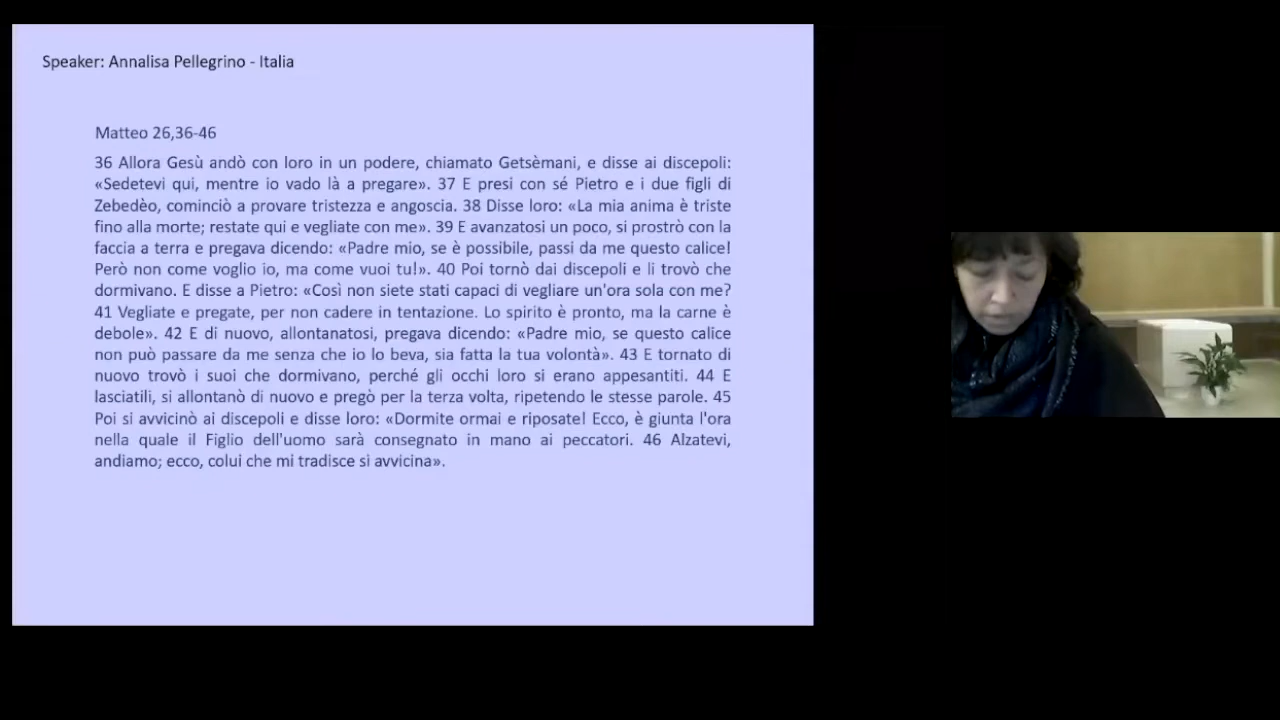 Speaker: Annalisa Pellegrino - Italia
Matteo 26,36-46
36 Allora Gesù andò con loro in un podere, chiamato Getsèmani, e disse ai discepoli:
«Sedetevi qui, mentre io vado là a pregare». 37 E presi con sé Pietro e i due figli di
Zebedèo, cominciò a provare tristezza e angoscia. 38 Disse loro: «La mia anima è triste
fino alla morte; restate qui e vegliate con me». 39 E avanzatosi un poco, si prostrò con la
faccia a terra e pregava dicendo: «Padre mio, se è possibile, passi da me questo calice!
Però non come voglio io, ma come vuoi tu!». 40 Poi tornò dai discepoli e li trovò che
dormivano. E disse a Pietro: «Così non siete stati capaci di vegliare un'ora sola con me?
41 Vegliate e pregate, per non cadere in tentazione. Lo spirito è pronto, ma la carne è
debole». 42 E di nuovo, allontanatosi, pregava dicendo: «Padre mio, se questo calice
non può passare da me senza che io lo beva, sia fatta la tua volontà». 43 E tornato di
nuovo trovò i suoi che dormivano, perché gli occhi loro si erano appesantiti. 44 E
lasciatili, si allontanò di nuovo e pregò per la terza volta, ripetendo le stesse parole. 45
Poi si avvicinò ai discepoli e disse loro: «Dormite ormai e riposate! Ecco, è giunta l'ora
nella quale il Figlio dell'uomo sarà consegnato in mano ai peccatori. 46 Alzatevi,
andiamo; ecco, colui che mi tradisce si avvicina».